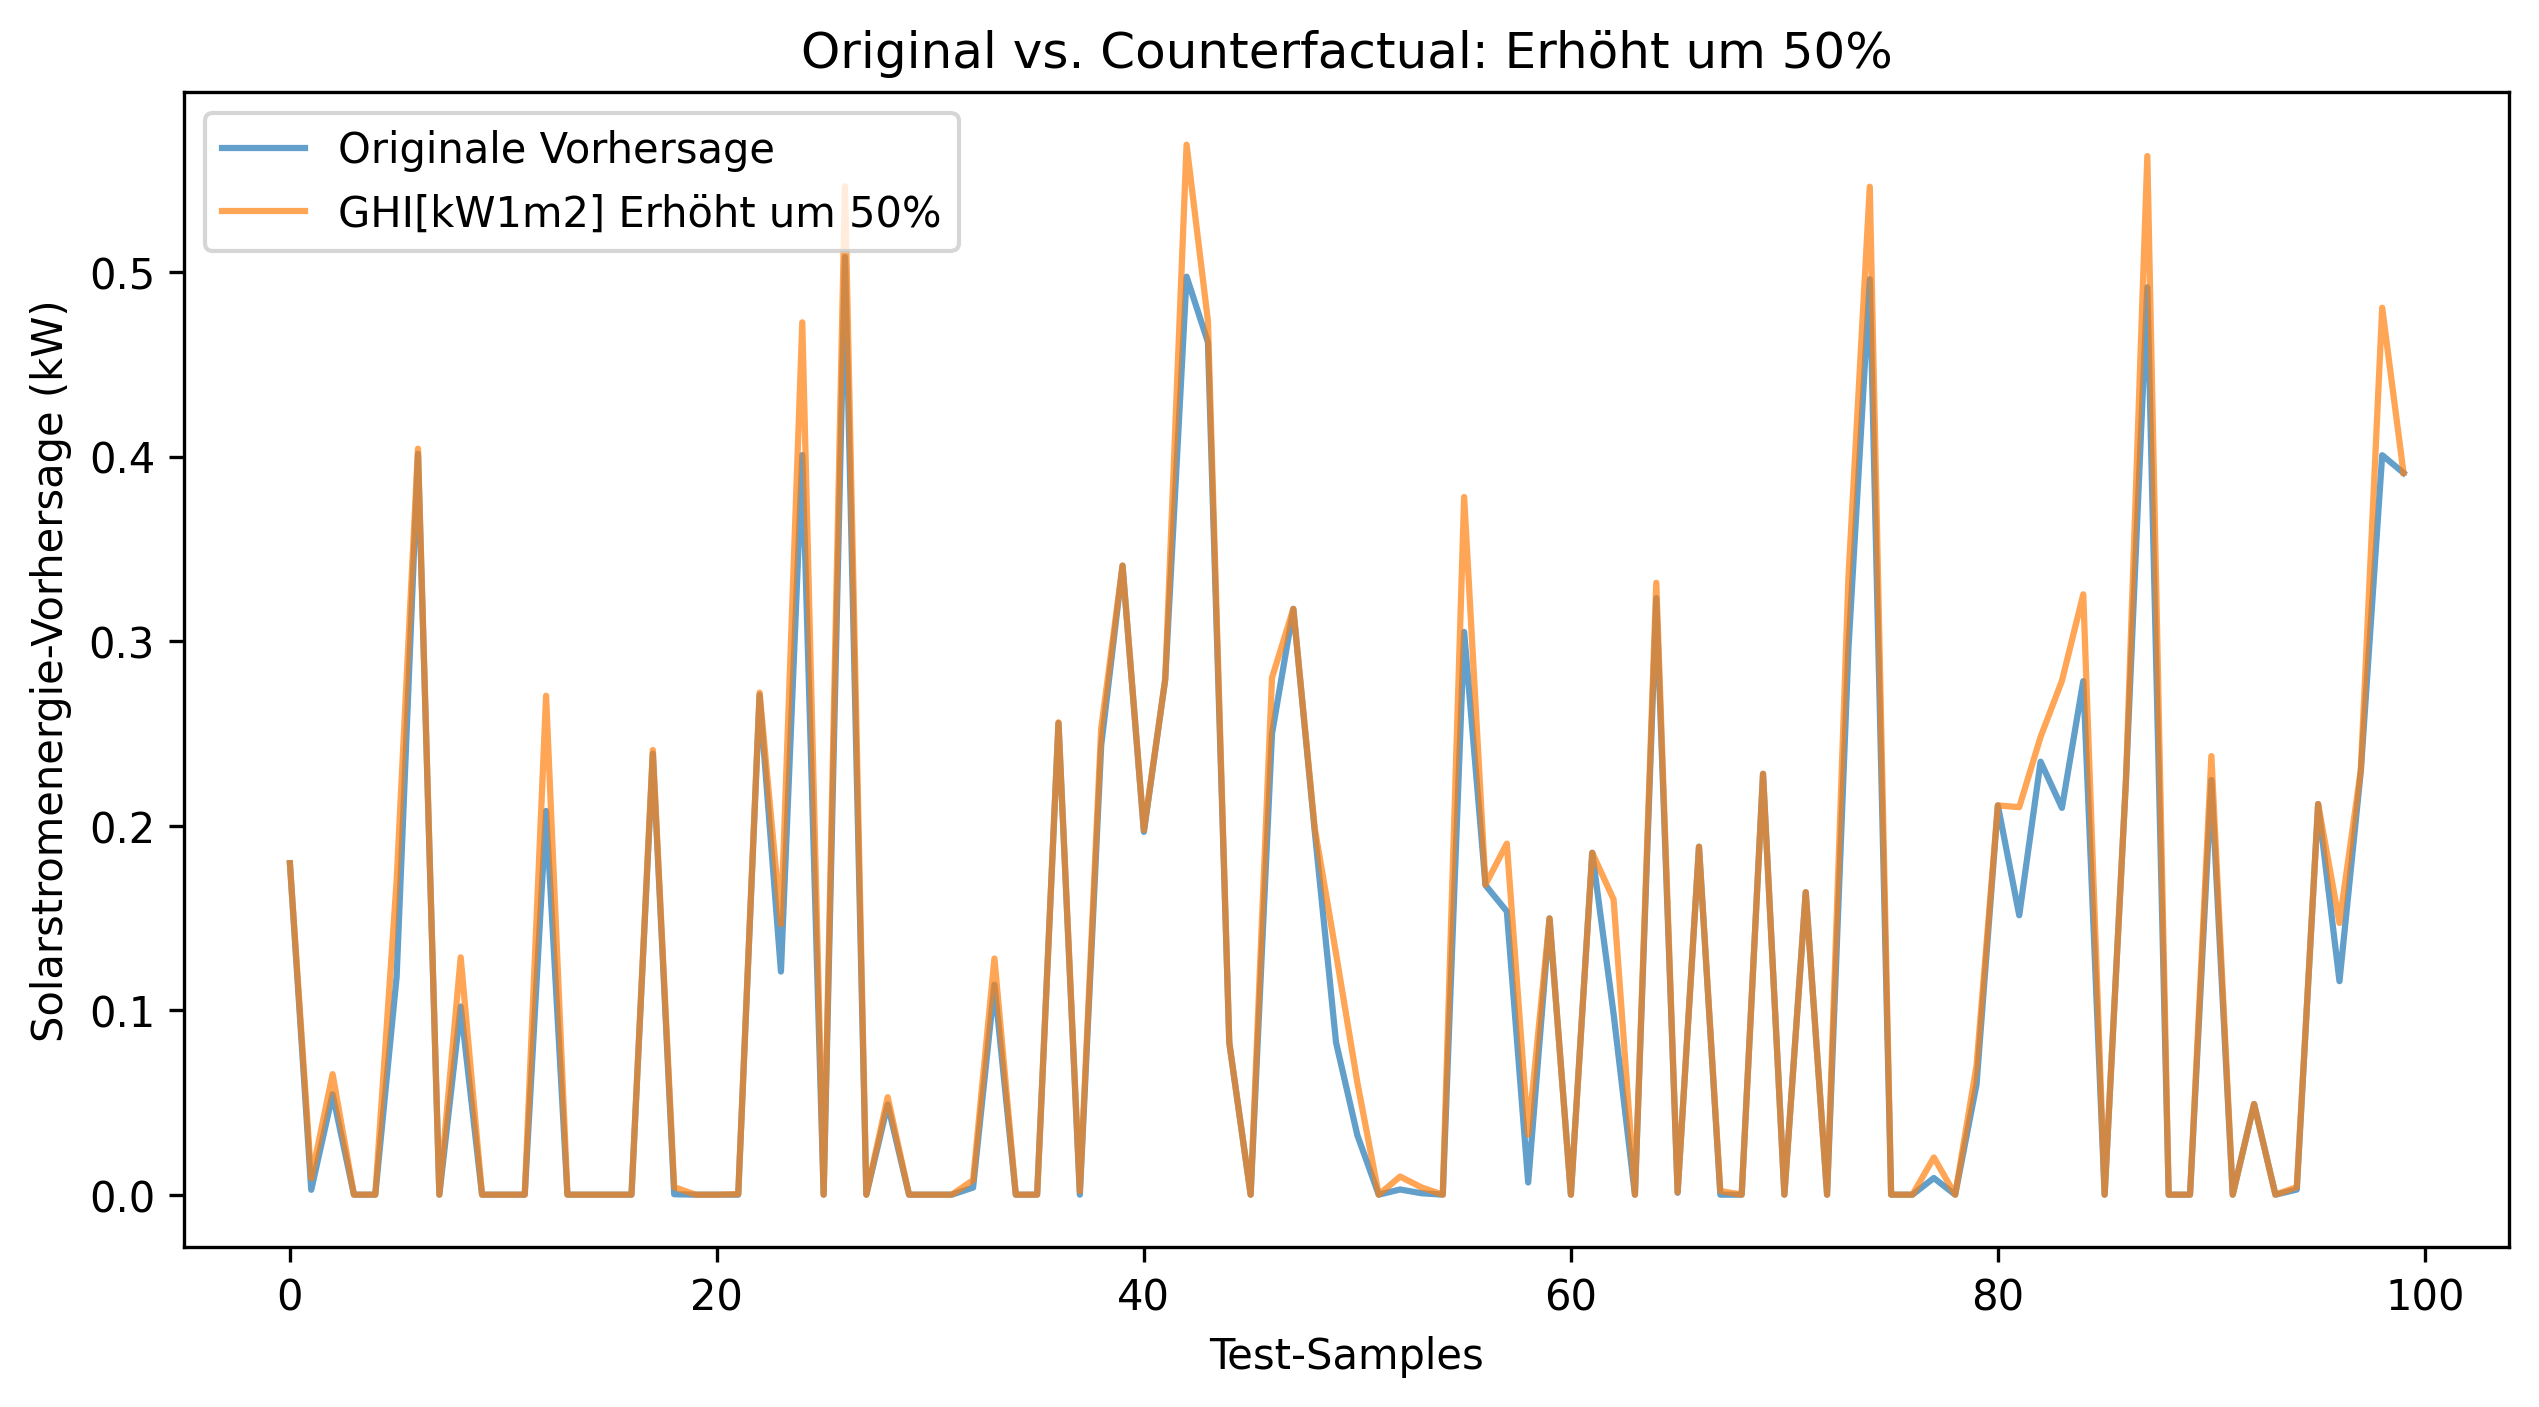 Original vs. Counterfactual: Erhöht um 50%
Originale Vorhersage
GHI[kW1m2] Erhöht um 50%
Solarstromenergie-Vorhersage (kW)
0.5
0.4
0.3
0.2
0.1
0.0
0 20 40 60 80 100
Test-Samples